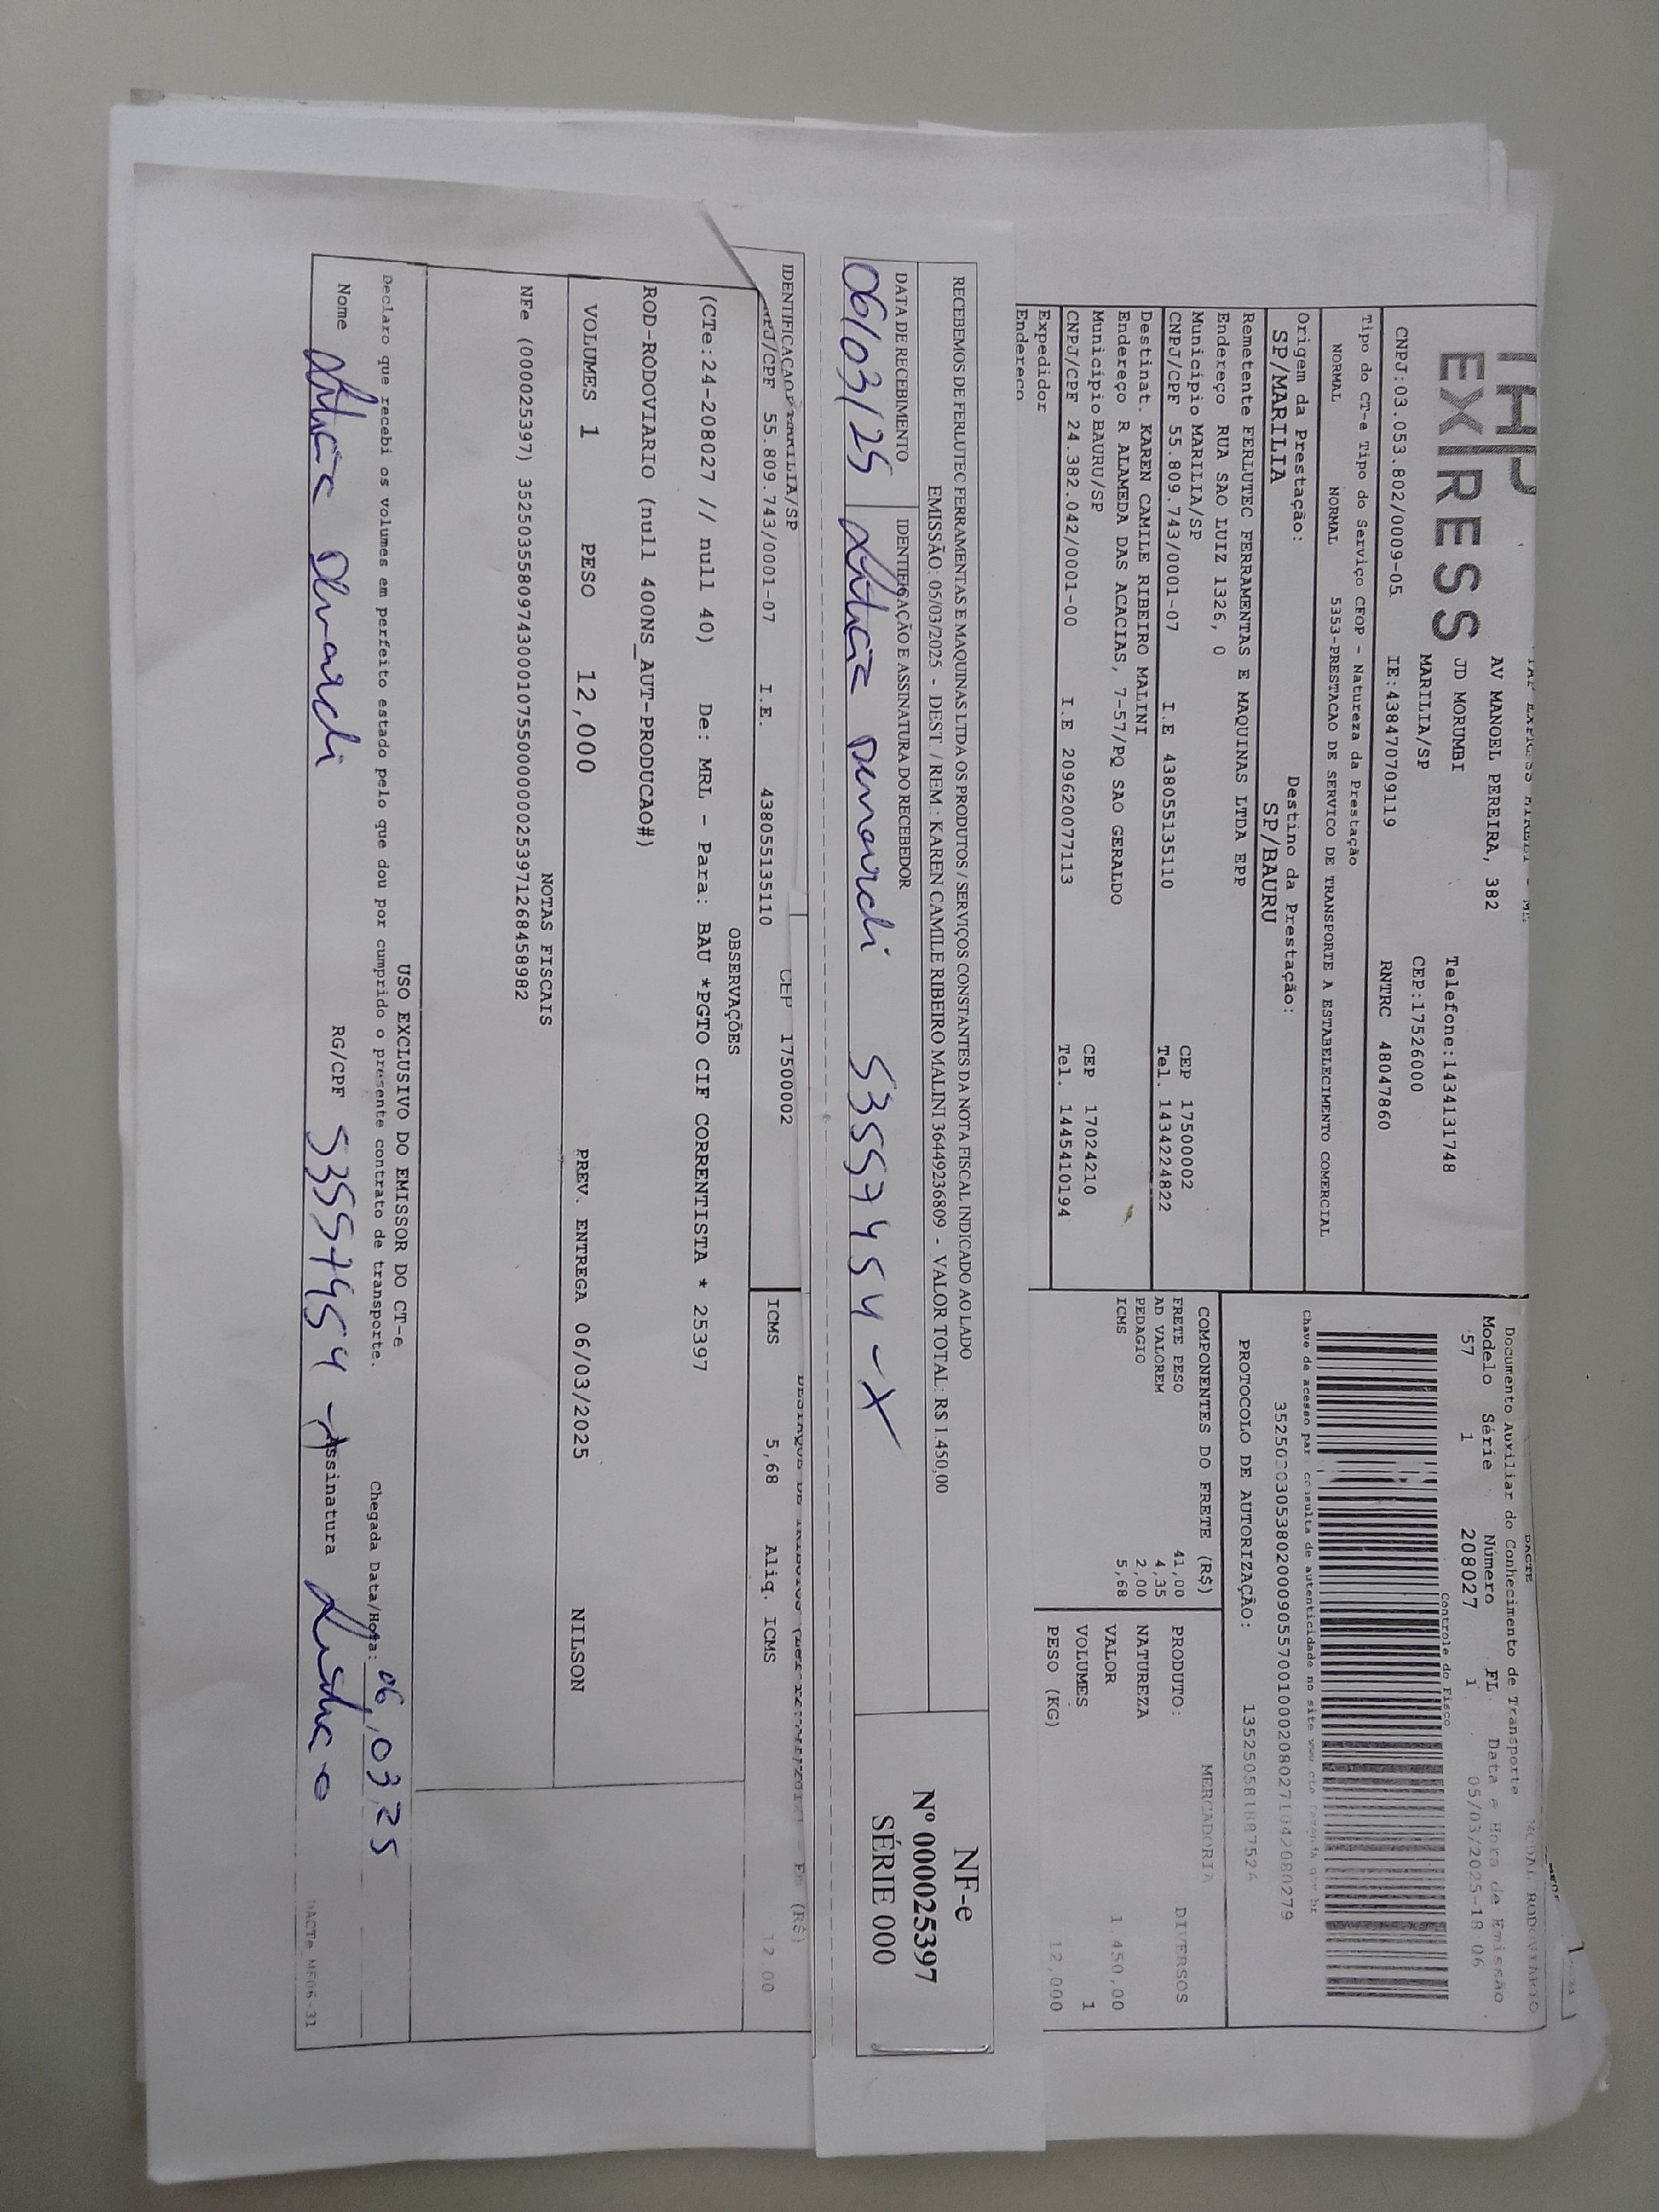 EXPRESS
AV MANOEL PEREIRA, 382
JD MORUMBI
MARILIA/SP
Telefone:1434131748
CEP:17526000
CNPJ:03.053.802/0009-05 IE:438470709119 RNTRC 48047860
Tipo do CT-e Tipo do Serviço CFOP - Natureza da Prestação
NORMAL NORMAL 5353-PRESTACAO DE SERVICO DE TRANSPORTE A ESTABELECIMENTO COMERCIAL
Origem da Prestação: Destino da Prestação:
SP/MARILIA SP/BAURU
Remetente FERLUTEC FERRAMENTAS E MAQUINAS LTDA EPP
Endereço RUA SAO LUIZ 1326, 0
Municipio MARILIA/SP CEP 17500002
CNPJ/CPF 55.809.743/0001-07 I.E 438055135110 Tel. 1434224822
Destinat. KAREN CAMILE RIBEIRO MALINI
Endereço R ALAMEDA DAS ACACIAS, 7-57/PQ SAO GERALDO
Municipio BAURU/SP CEP 17024210
CNPJ/CPF 24.382.042/0001-00 I.E 209620077113 Tel. 1445410194
Expedidor
Endereço
DACTE
Documento Auxiliar do Conhecimento de Transporte
Modelo Série Número FL. Data e Hora de Emissão
57 1 208027 1 05/03/2025-18:06
Controle do Fisco
PROTOCOLO DE AUTORIZAÇÃO:
COMPONENTES DO FRETE (R$)
FRETE PESO 41,00
AD VALOREM 4,35
PEDAGIO 2,00
ICMS 5,68
MERCADORIA
PRODUTO: DIVERSOS
NATUREZA
VALOR 1 450,00
VOLUMES 1
PESO (KG) 12,000
RECEBEMOS DE FERLUTEC FERRAMENTAS E MAQUINAS LTDA OS PRODUTOS / SERVIÇOS CONSTANTES DA NOTA FISCAL INDICADO AO LADO
EMISSÃO: 05/03/2025 - DEST. / REM.: KAREN CAMILE RIBEIRO MALINI 36449236809 - VALOR TOTAL: R$ 1.450,00
DATA DE RECEBIMENTO IDENTIFICAÇÃO E ASSINATURA DO RECEBEDOR
06/03/25 53557454-X
NF-e
Nº 000025397
SÉRIE 000
CEP 17500002
CNPJ/CPF 55.809.743/0001-07 I.E. 438055135110
ICMS 5,68 Aliq. ICMS 12.00
OBSERVAÇÕES
(CTe:24-208027 // null 40) De: MRL - Para: BAU *PGTO CIF CORRENTISTA * 25397
ROD-RODOVIARIO (null 400NS_AUT-PRODUCAO#)
VOLUMES 1 PESO 12,000 PREV. ENTREGA 06/03/2025 NILSON
NOTAS FISCAIS
NFe (000025397) 35250355809743000107550000000253971268458982
USO EXCLUSIVO DO EMISSOR DO CT-e
Declaro que recebi os volumes em perfeito estado pelo que dou por cumprido o presente contrato de transporte.
Chegada Data/Hora: 06,03,25
Nome RG/CPF 53557454-X Assinatura
DACTe_MF06-31